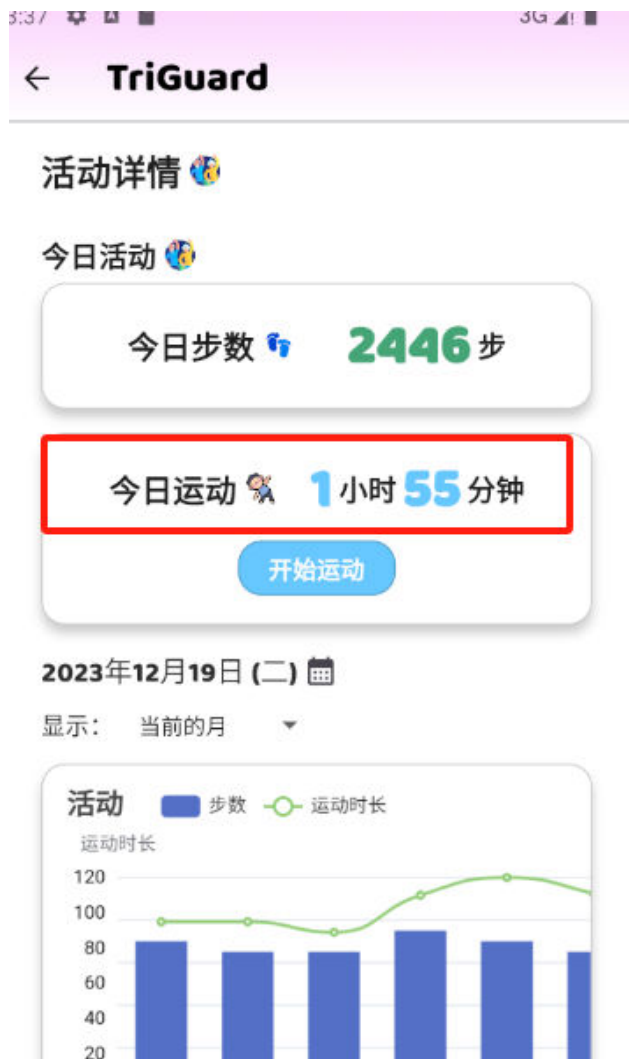 3:37
3G
TriGuard
活动详情
今日活动
今日步数 2446 步
今日运动 1 小时 55 分钟
开始运动
2023年12月19日 (二)
显示： 当前的月
活动 步数 运动时长
运动时长
120
100
80
60
40
20